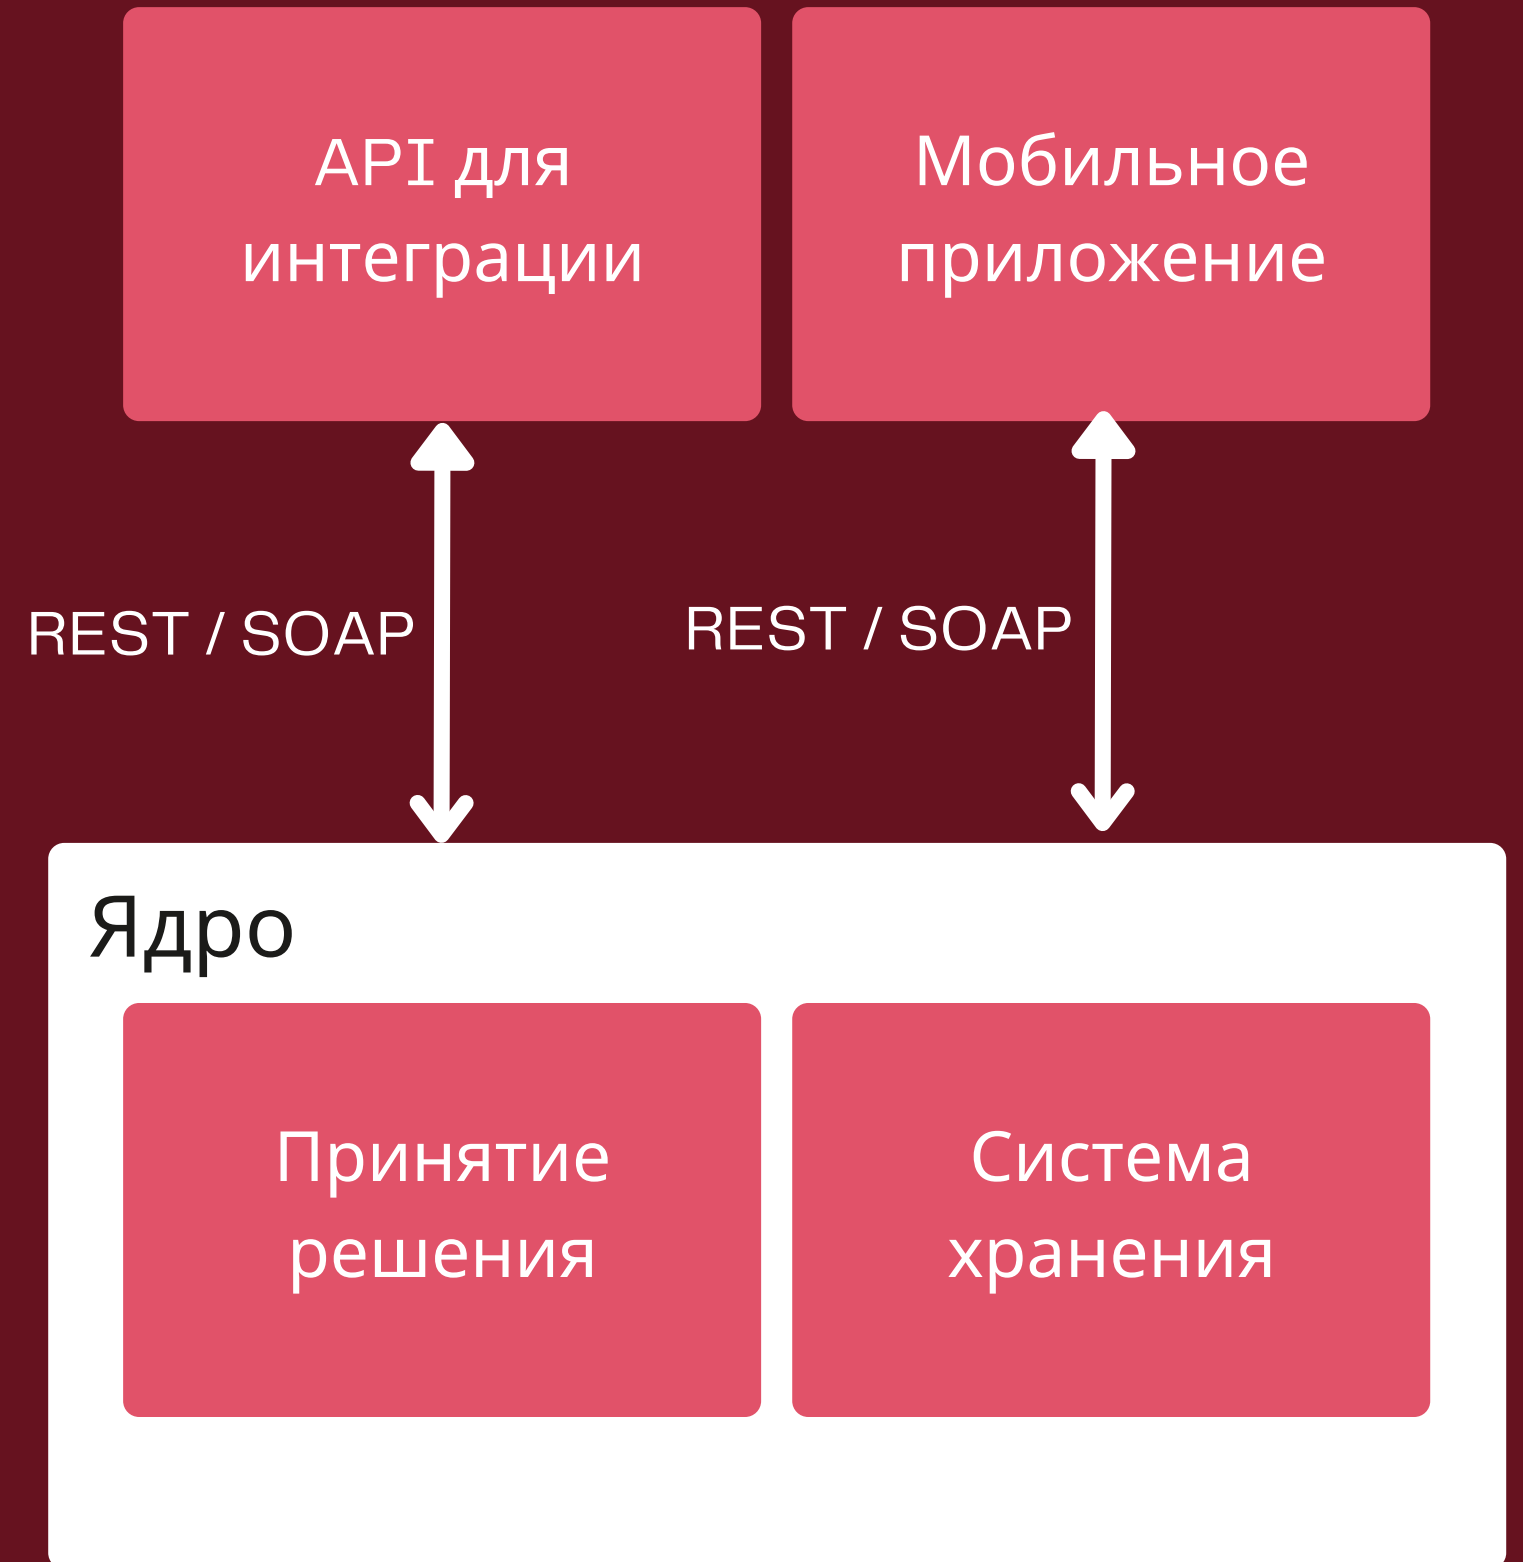 API для
интеграции
Мобильное
приложение
REST / SOAP
REST / SOAP
Ядро
Принятие
решения
Система
хранения